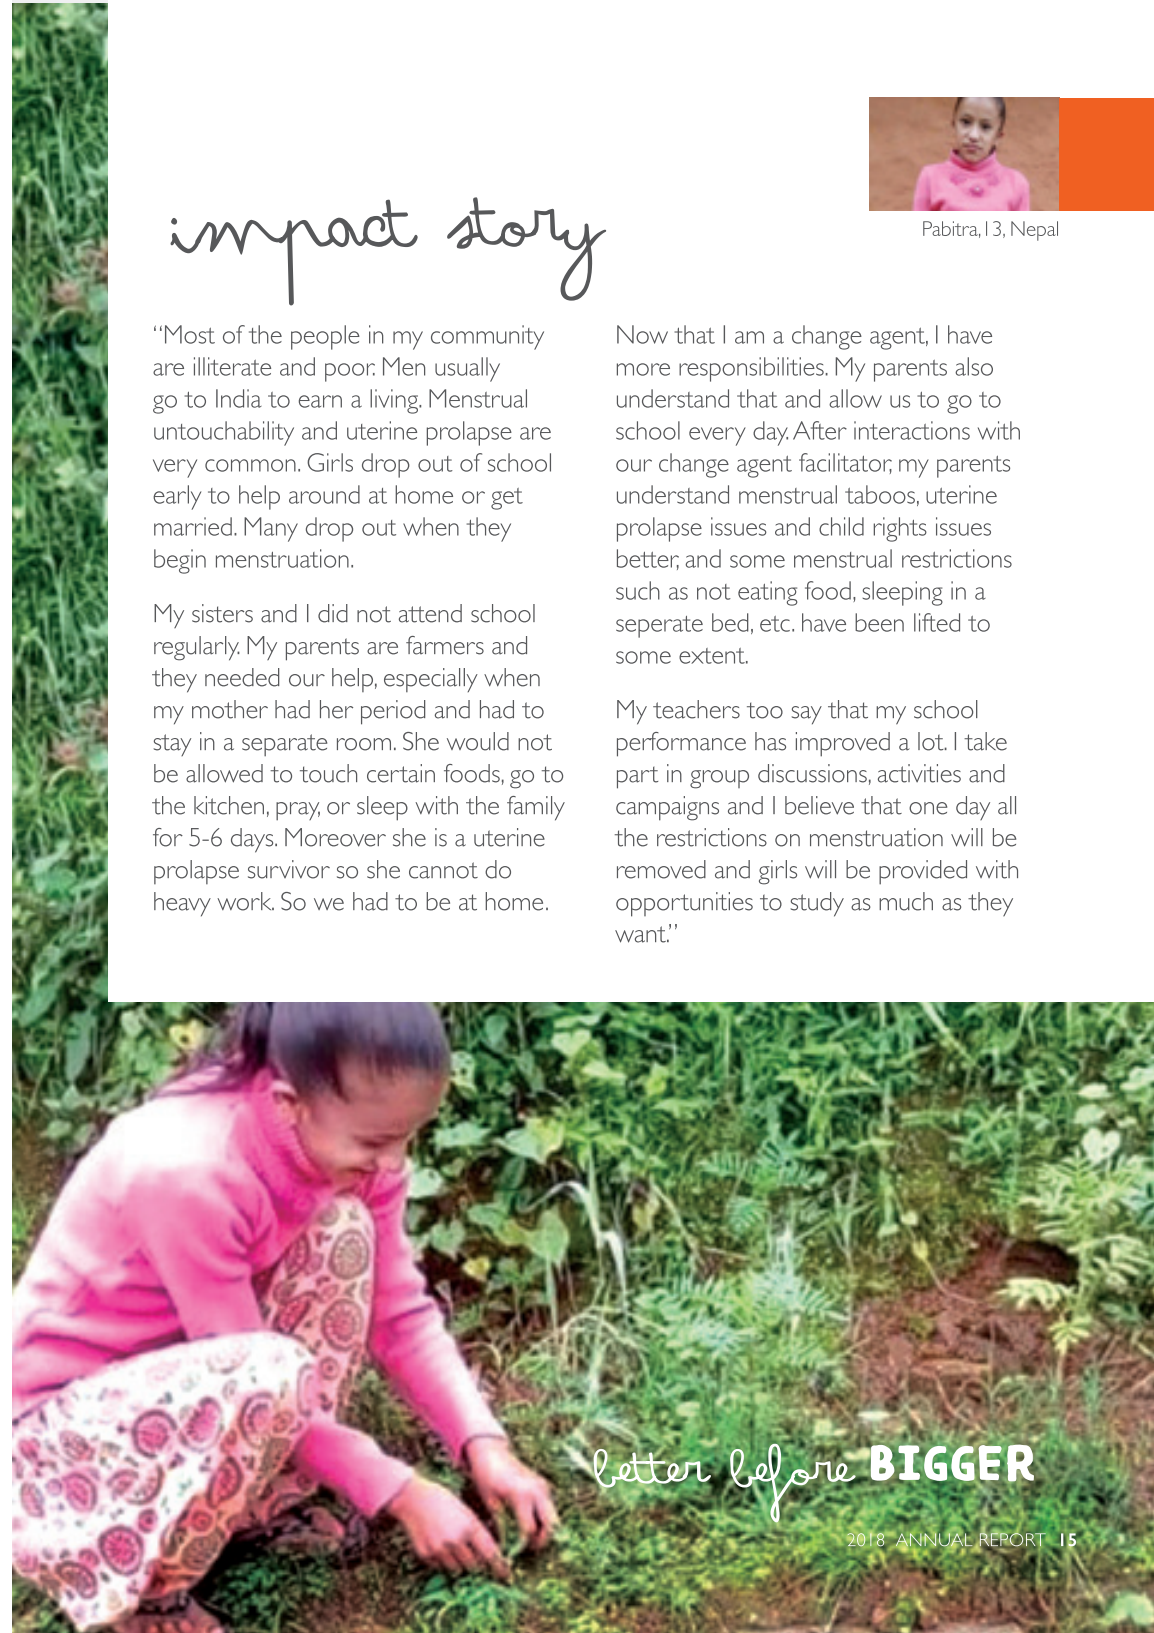 Pabitra,13, Nepal
impact story
“Most of the people in my community
are illiterate and poor. Men usually
go to India to earn a living. Menstrual
untouchability and uterine prolapse are
very common. Girls drop out of school
early to help around at home or get
married. Many drop out when they
begin menstruation.
My sisters and I did not attend school
regularly. My parents are farmers and
they needed our help, especially when
my mother had her period and had to
stay in a separate room. She would not
be allowed to touch certain foods, go to
the kitchen, pray, or sleep with the family
for 5-6 days. Moreover she is a uterine
prolapse survivor so she cannot do
heavy work. So we had to be at home.
Now that I am a change agent, I have
more responsibilities. My parents also
understand that and allow us to go to
school every day. After interactions with
our change agent facilitator, my parents
understand menstrual taboos, uterine
prolapse issues and child rights issues
better, and some menstrual restrictions
such as not eating food, sleeping in a
seperate bed, etc. have been lifted to
some extent.
My teachers too say that my school
performance has improved a lot. I take
part in group discussions, activities and
campaigns and I believe that one day all
the restrictions on menstruation will be
removed and girls will be provided with
opportunities to study as much as they
want.”
better before BIGGER
2018 ANNUAL REPORT 15